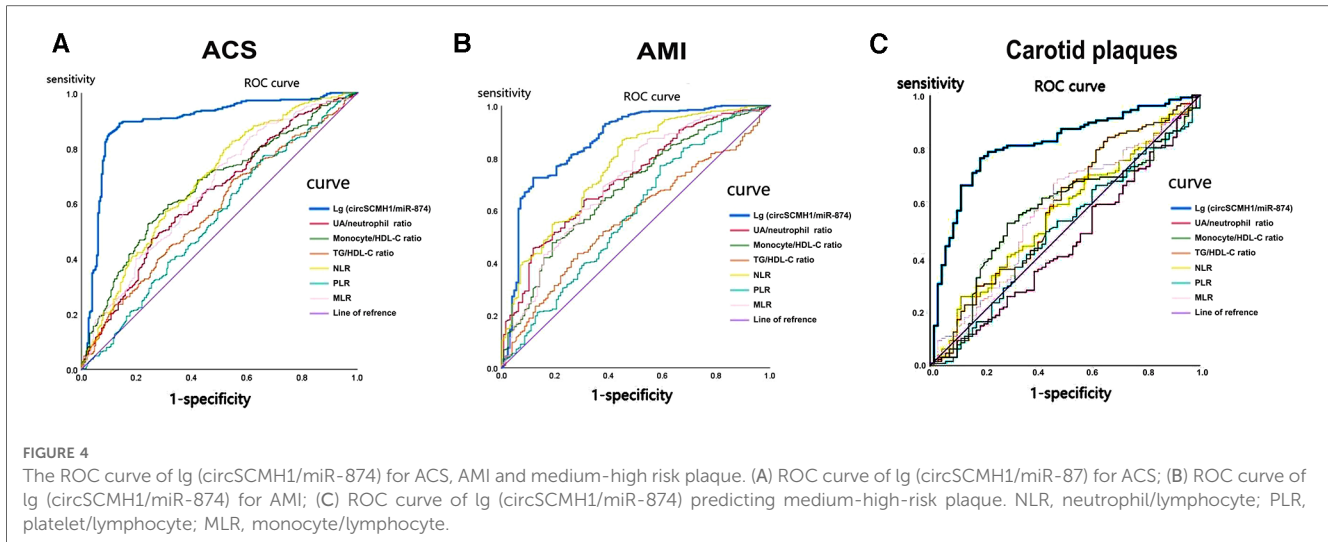 A
ACS
sensitivity
ROC curve
1.0
0.8
0.6
0.4
0.2
0.0
0.0 0.2 0.4 0.6 0.8 1.0
1-specificity
curve
Lg (circSCMH1/miR-874)
UA/neutrophil ratio
Monocyte/HDL-C ratio
TG/HDL-C ratio
NLR
PLR
MLR
Line of refrence
B
AMI
sensitivity
ROC curve
1.0
0.8
0.6
0.4
0.2
0.0
0.0 0.2 0.4 0.6 0.8 1.0
1-specificity
curve
Lg (circSCMH1/miR-874)
UA/neutrophil ratio
Monocyte/HDL-C ratio
TG/HDL-C ratio
NLR
PLR
MLR
Line of refrence
C
Carotid plaques
sensitivity
ROC curve
1.0
0.8
0.6
0.4
0.2
0.0
0.0 0.2 0.4 0.6 0.8 1.0
1-specificity
curve
Lg (circSCMH1/miR-874)
UA/neutrophil ratio
Monocyte/HDL-C ratio
TG/HDL-C ratio
NLR
PLR
MLR
Line of refrence
FIGURE 4
The ROC curve of lg (circSCMH1/miR-874) for ACS, AMI and medium-high risk plaque. (A) ROC curve of lg (circSCMH1/miR-87) for ACS; (B) ROC curve of
lg (circSCMH1/miR-874) for AMI; (C) ROC curve of lg (circSCMH1/miR-874) predicting medium-high-risk plaque. NLR, neutrophil/lymphocyte; PLR,
platelet/lymphocyte; MLR, monocyte/lymphocyte.